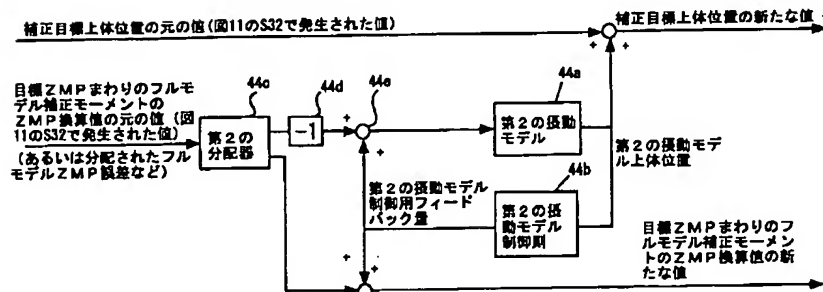 補正目標上体位置の元の値(図11のS32で発生された値)
補正目標上体位置の新たな値
目標ZMPまわりのフルモ
デル補正モーメントの
ZMP換算値の元の値(図
11のS32で発生された値)
(あるいは分配されたフル
モデルZMP誤差など)
44c
第2の
分配器
44d
-1
44e
+
+
44a
第2の摂動
モデル
+
+
第2の摂動モデ
ル上体位置
44b
第2の摂
動モデル
制御則
第2の摂動モデル
制御用フィード
バック量
+
+
目標ZMPまわりのフ
ルモデル補正モーメン
トのZMP換算値の新
たな値